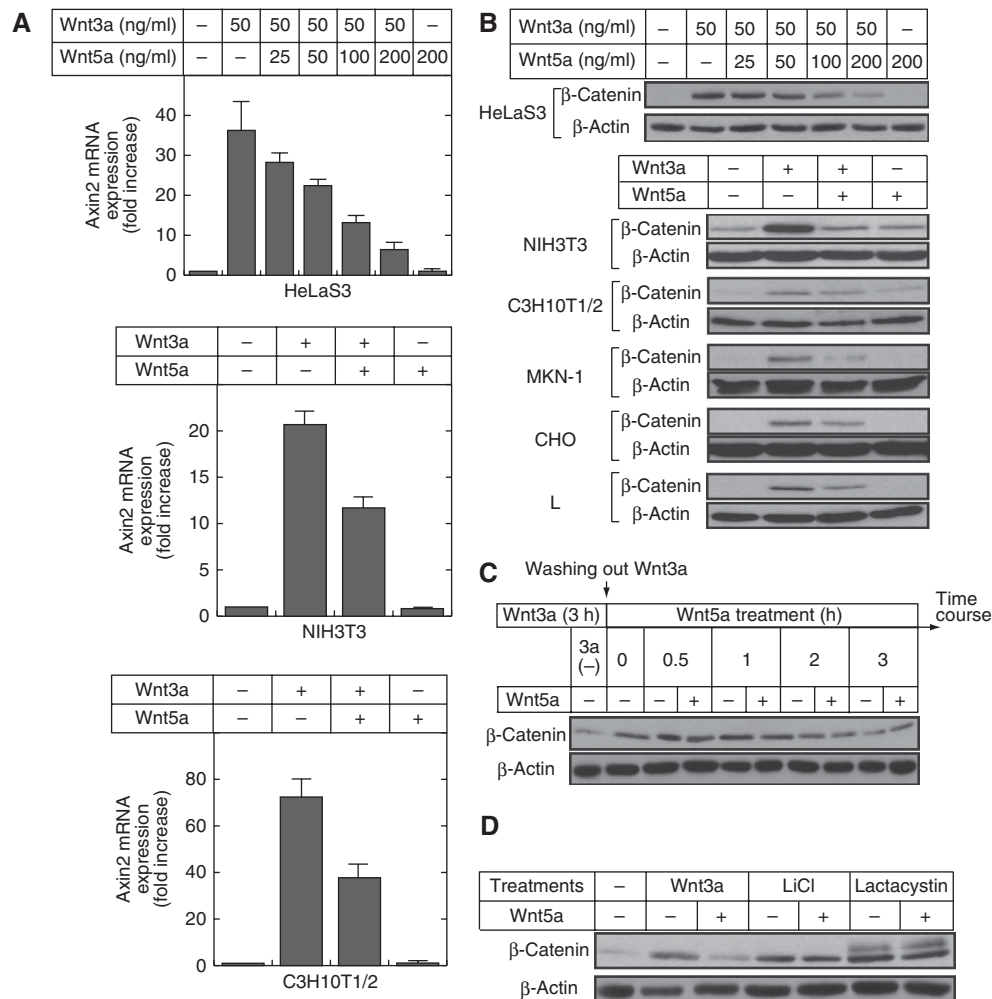 A
Wnt3a (ng/ml) – 50 50 50 50 50 –
Wnt5a (ng/ml) – – 25 50 100 200 200
Axin2 mRNA
expression
(fold increase)
40
30
20
10
0
HeLaS3
Wnt3a – + + –
Wnt5a – – + +
Axin2 mRNA
expression
(fold increase)
20
15
10
5
0
NIH3T3
Wnt3a – + + –
Wnt5a – – + +
Axin2 mRNA
expression
(fold increase)
80
60
40
20
0
C3H10T1/2
B
Wnt3a (ng/ml) – 50 50 50 50 50 –
Wnt5a (ng/ml) – – 25 50 100 200 200
HeLaS3
β-Catenin
β-Actin
Wnt3a – + + –
Wnt5a – – + +
NIH3T3
β-Catenin
β-Actin
C3H10T1/2
β-Catenin
β-Actin
MKN-1
β-Catenin
β-Actin
CHO
β-Catenin
β-Actin
L
β-Catenin
β-Actin
C
Washing out Wnt3a
Wnt3a (3 h) Wnt5a treatment (h)
Time
course
3a
(–)
0 0.5 1 2 3
Wnt5a – – – + – + – + – +
β-Catenin
β-Actin
D
Treatments – Wnt3a LiCl Lactacystin
Wnt5a – – + – + – +
β-Catenin
β-Actin